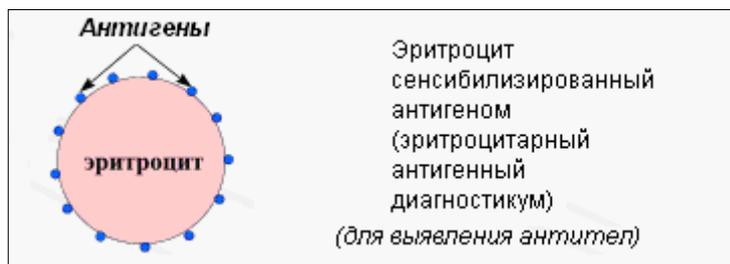 Антигены
эритроцит
Эритроцит
сенсибилизированный
антигеном
(эритроцитарный
антигенный
диагностикум)
(для выявления антител)